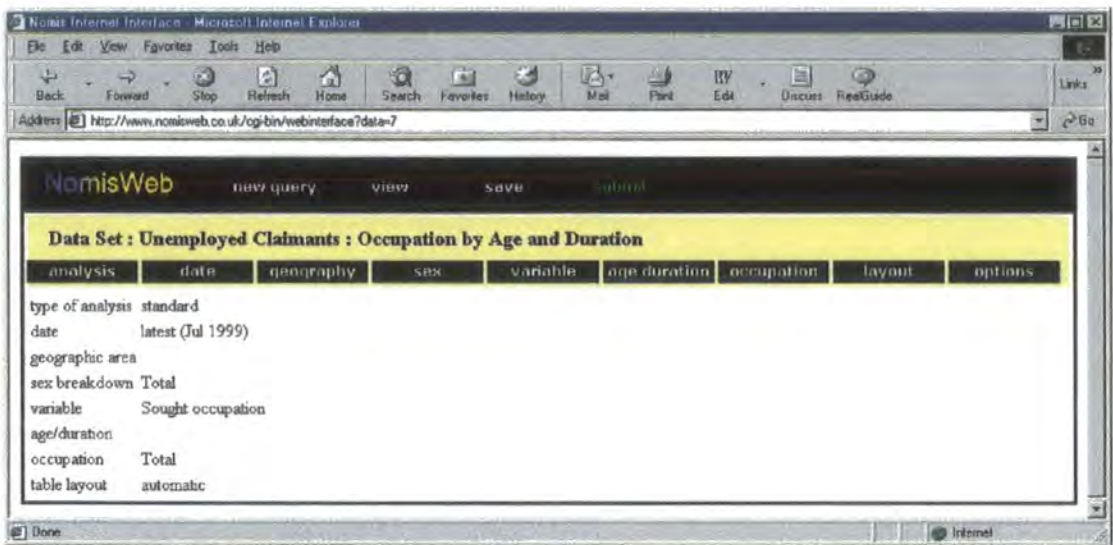 Nomis Internet Interface - Microsoft Internet Explorer
File Edit View Favorites Tools Help
Back Forward Stop Refresh Home Search Favorites History Mail Print Edit Discuss RealGuide Links »
Address http://www.nomisweb.co.uk/cgi-bin/webinterface?data=7 Go
NomisWeb new query view save submit
Data Set : Unemployed Claimants : Occupation by Age and Duration
analysis date geography sex variable age duration occupation layout options
type of analysis standard
date latest (Jul 1999)
geographic area
sex breakdown Total
variable Sought occupation
age/duration
occupation Total
table layout automatic
Done Internet